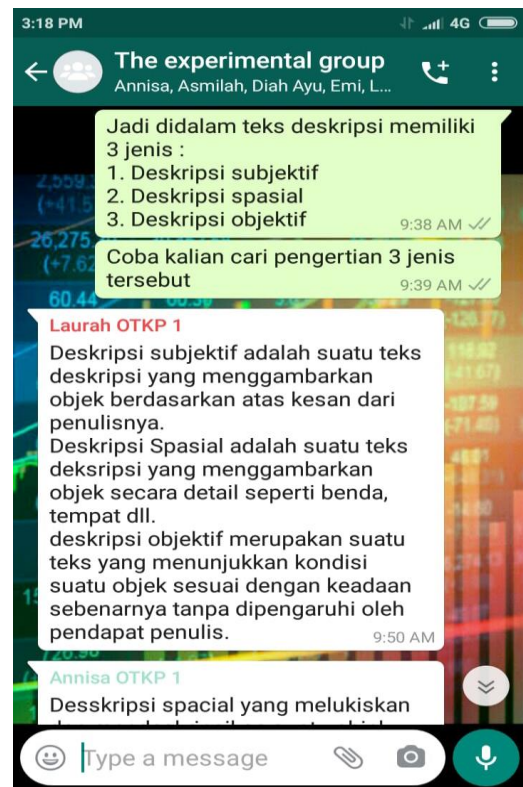 3:18 PM
4G
The experimental group
Annisa, Asmilah, Diah Ayu, Emi, L...
Jadi didalam teks deskripsi memiliki
3 jenis :
1. Deskripsi subjektif
2. Deskripsi spasial
3. Deskripsi objektif
9:38 AM
Coba kalian cari pengertian 3 jenis
tersebut
9:39 AM
60.44
Laurah OTKP 1
Deskripsi subjektif adalah suatu teks
deskripsi yang menggambarkan
objek berdasarkan atas kesan dari
penulisnya.
Deskripsi Spasial adalah suatu teks
deksripsi yang menggambarkan
objek secara detail seperti benda,
tempat dll.
deskripsi objektif merupakan suatu
teks yang menunjukkan kondisi
suatu objek sesuai dengan keadaan
sebenarnya tanpa dipengaruhi oleh
pendapat penulis.
9:50 AM
Annisa OTKP 1
Desskripsi spacial yang melukiskan
Type a message